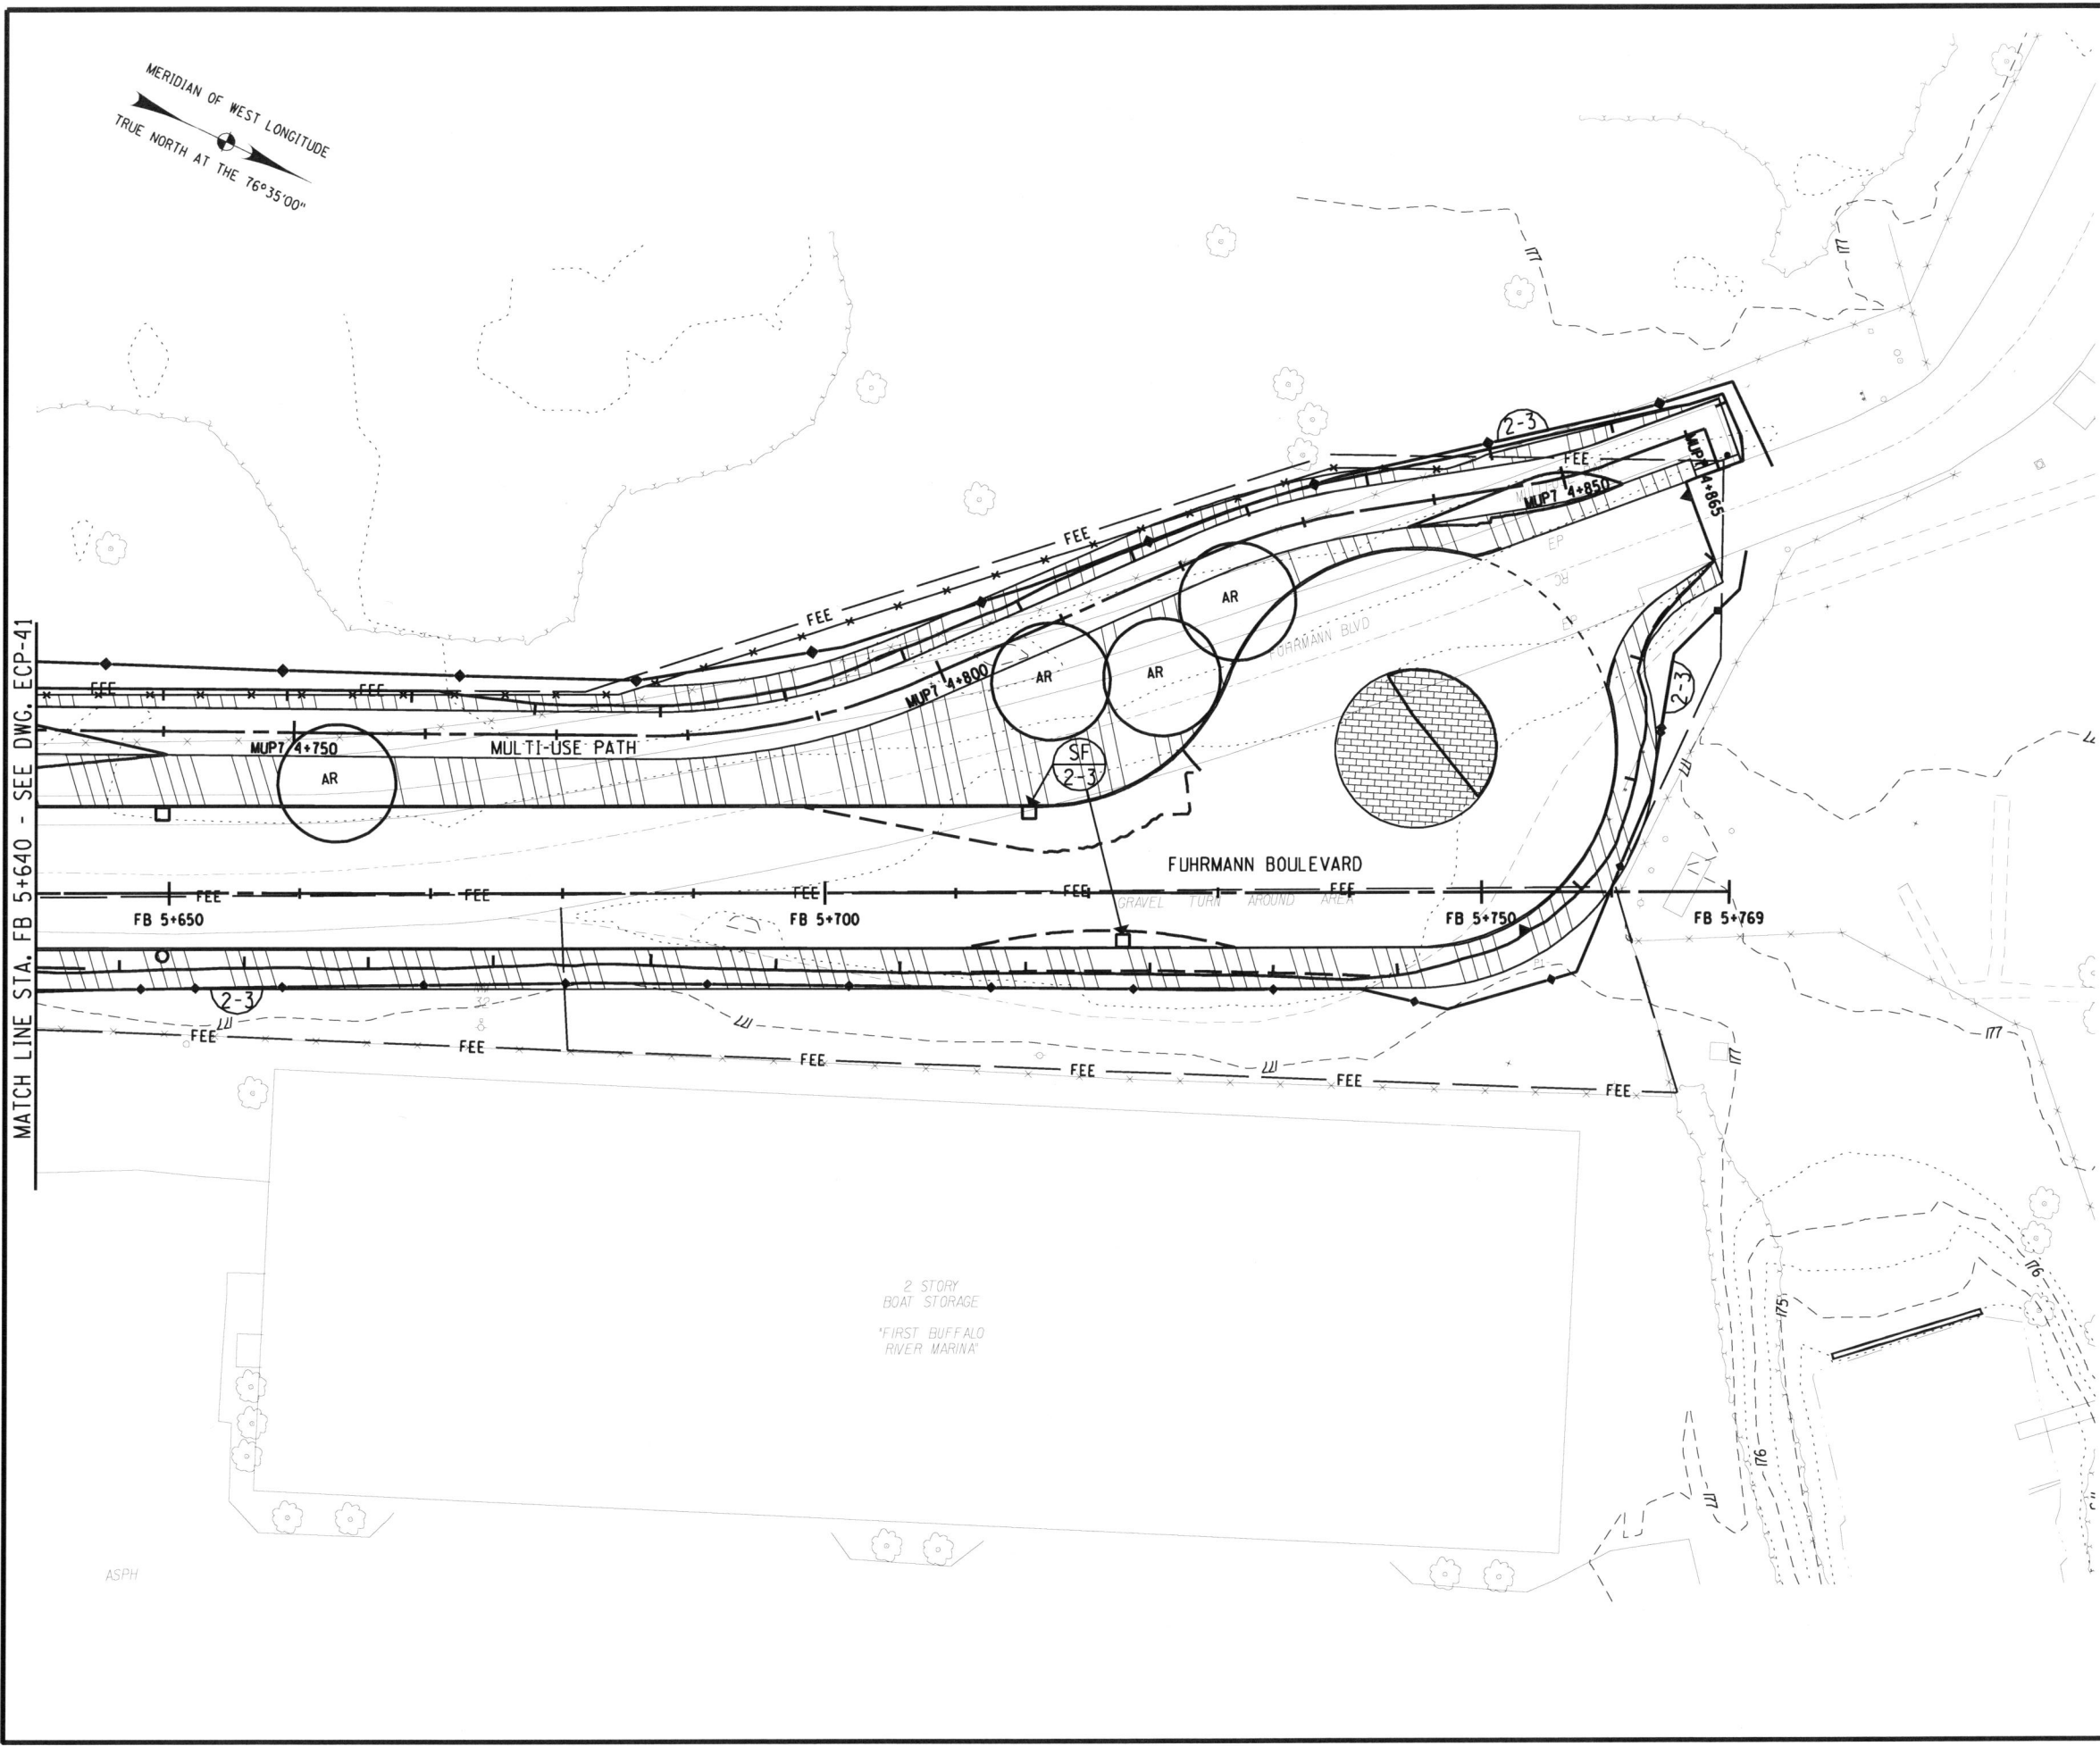 MERIDIAN OF WEST LONGITUDE
TRUE NORTH AT THE 76°35'00"
177
177
2-3
FEE
MUP7 4+850
MUP7 4+865
FEE
EP
FEE
AR
FUHRMANN BLVD
MATCH LINE STA. FB 5+640 - SEE DWG. ECP-41
FEE
FEE
MUP7 4+800
AR
AR
2-3
MUP7 4+750
MULTI-USE PATH
AR
SF
2-3
177
FUHRMANN BOULEVARD
FEE
FEE
FEE
FEE
FEE
GRAVEL TURN AROUND AREA
FB 5+650
FB 5+700
FB 5+750
FB 5+769
2-3
177
177
177
177
177
FEE
FEE
FEE
FEE
FEE
FEE
2 STORY
BOAT STORAGE
"FIRST BUFFALO
RIVER MARINA"
176
175
176
177
ASPH